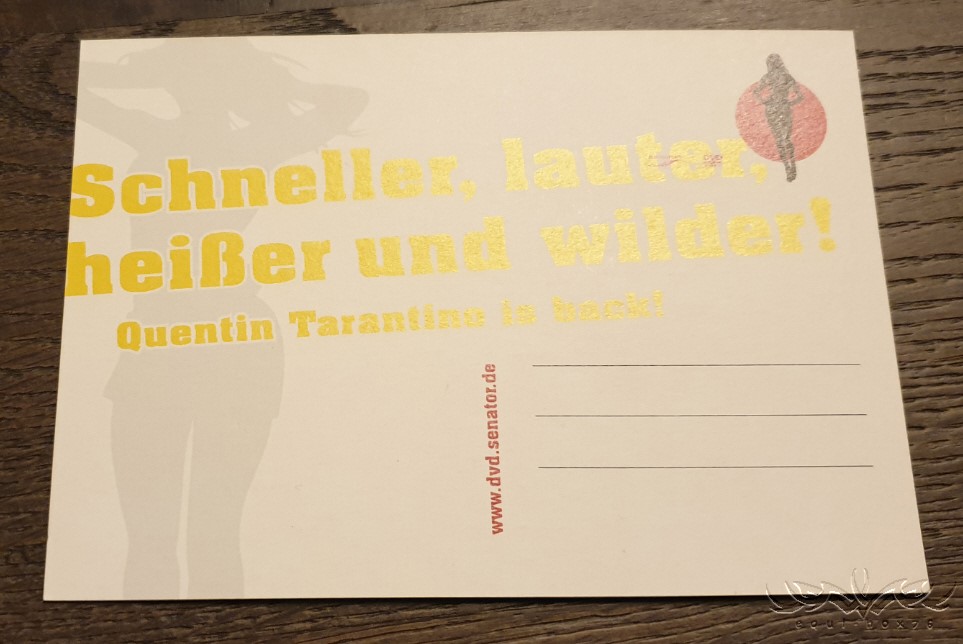 Schneller, lauter,
heißer und wilder!
Quentin Tarantino is back!
www.dvd.senator.de